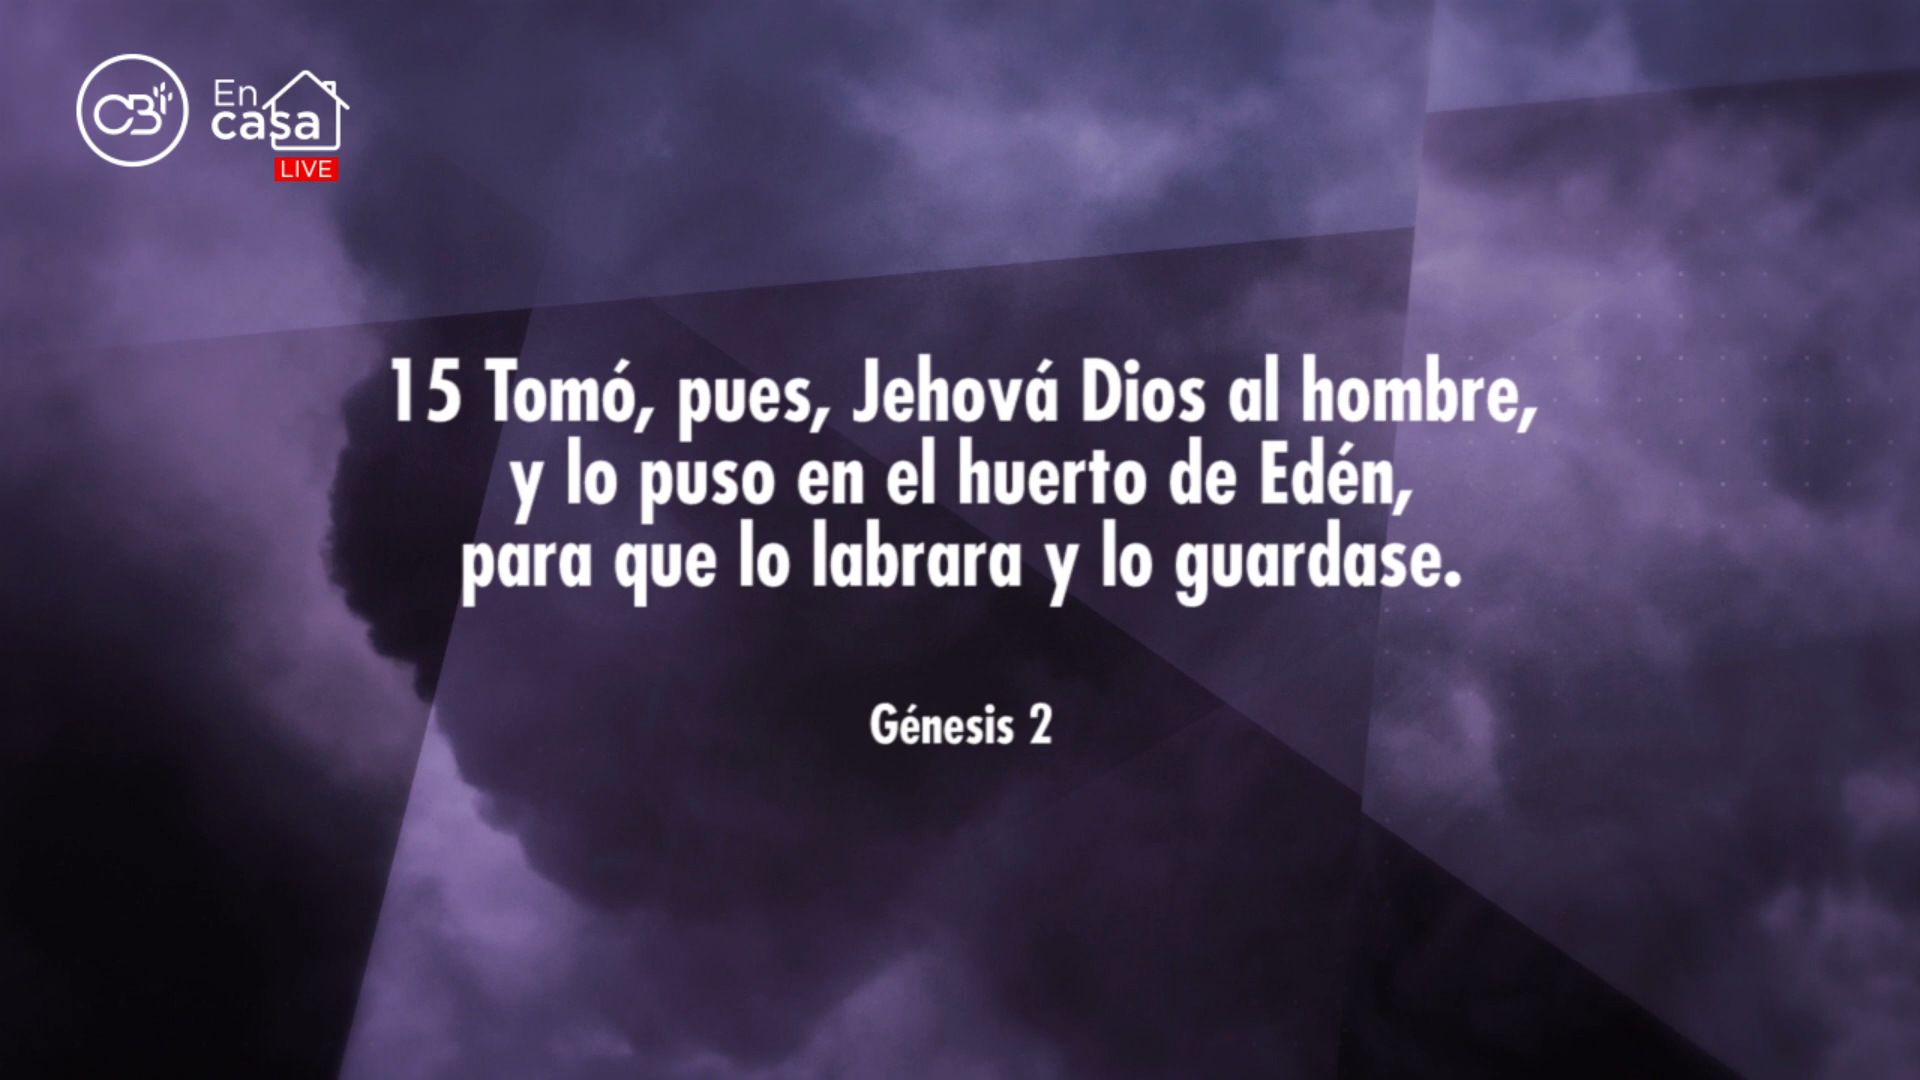 CBi
En
casa
LIVE
15 Tomó, pues, Jehová Dios al hombre,
y lo puso en el huerto de Edén,
para que lo labrara y lo guardase.
Génesis 2